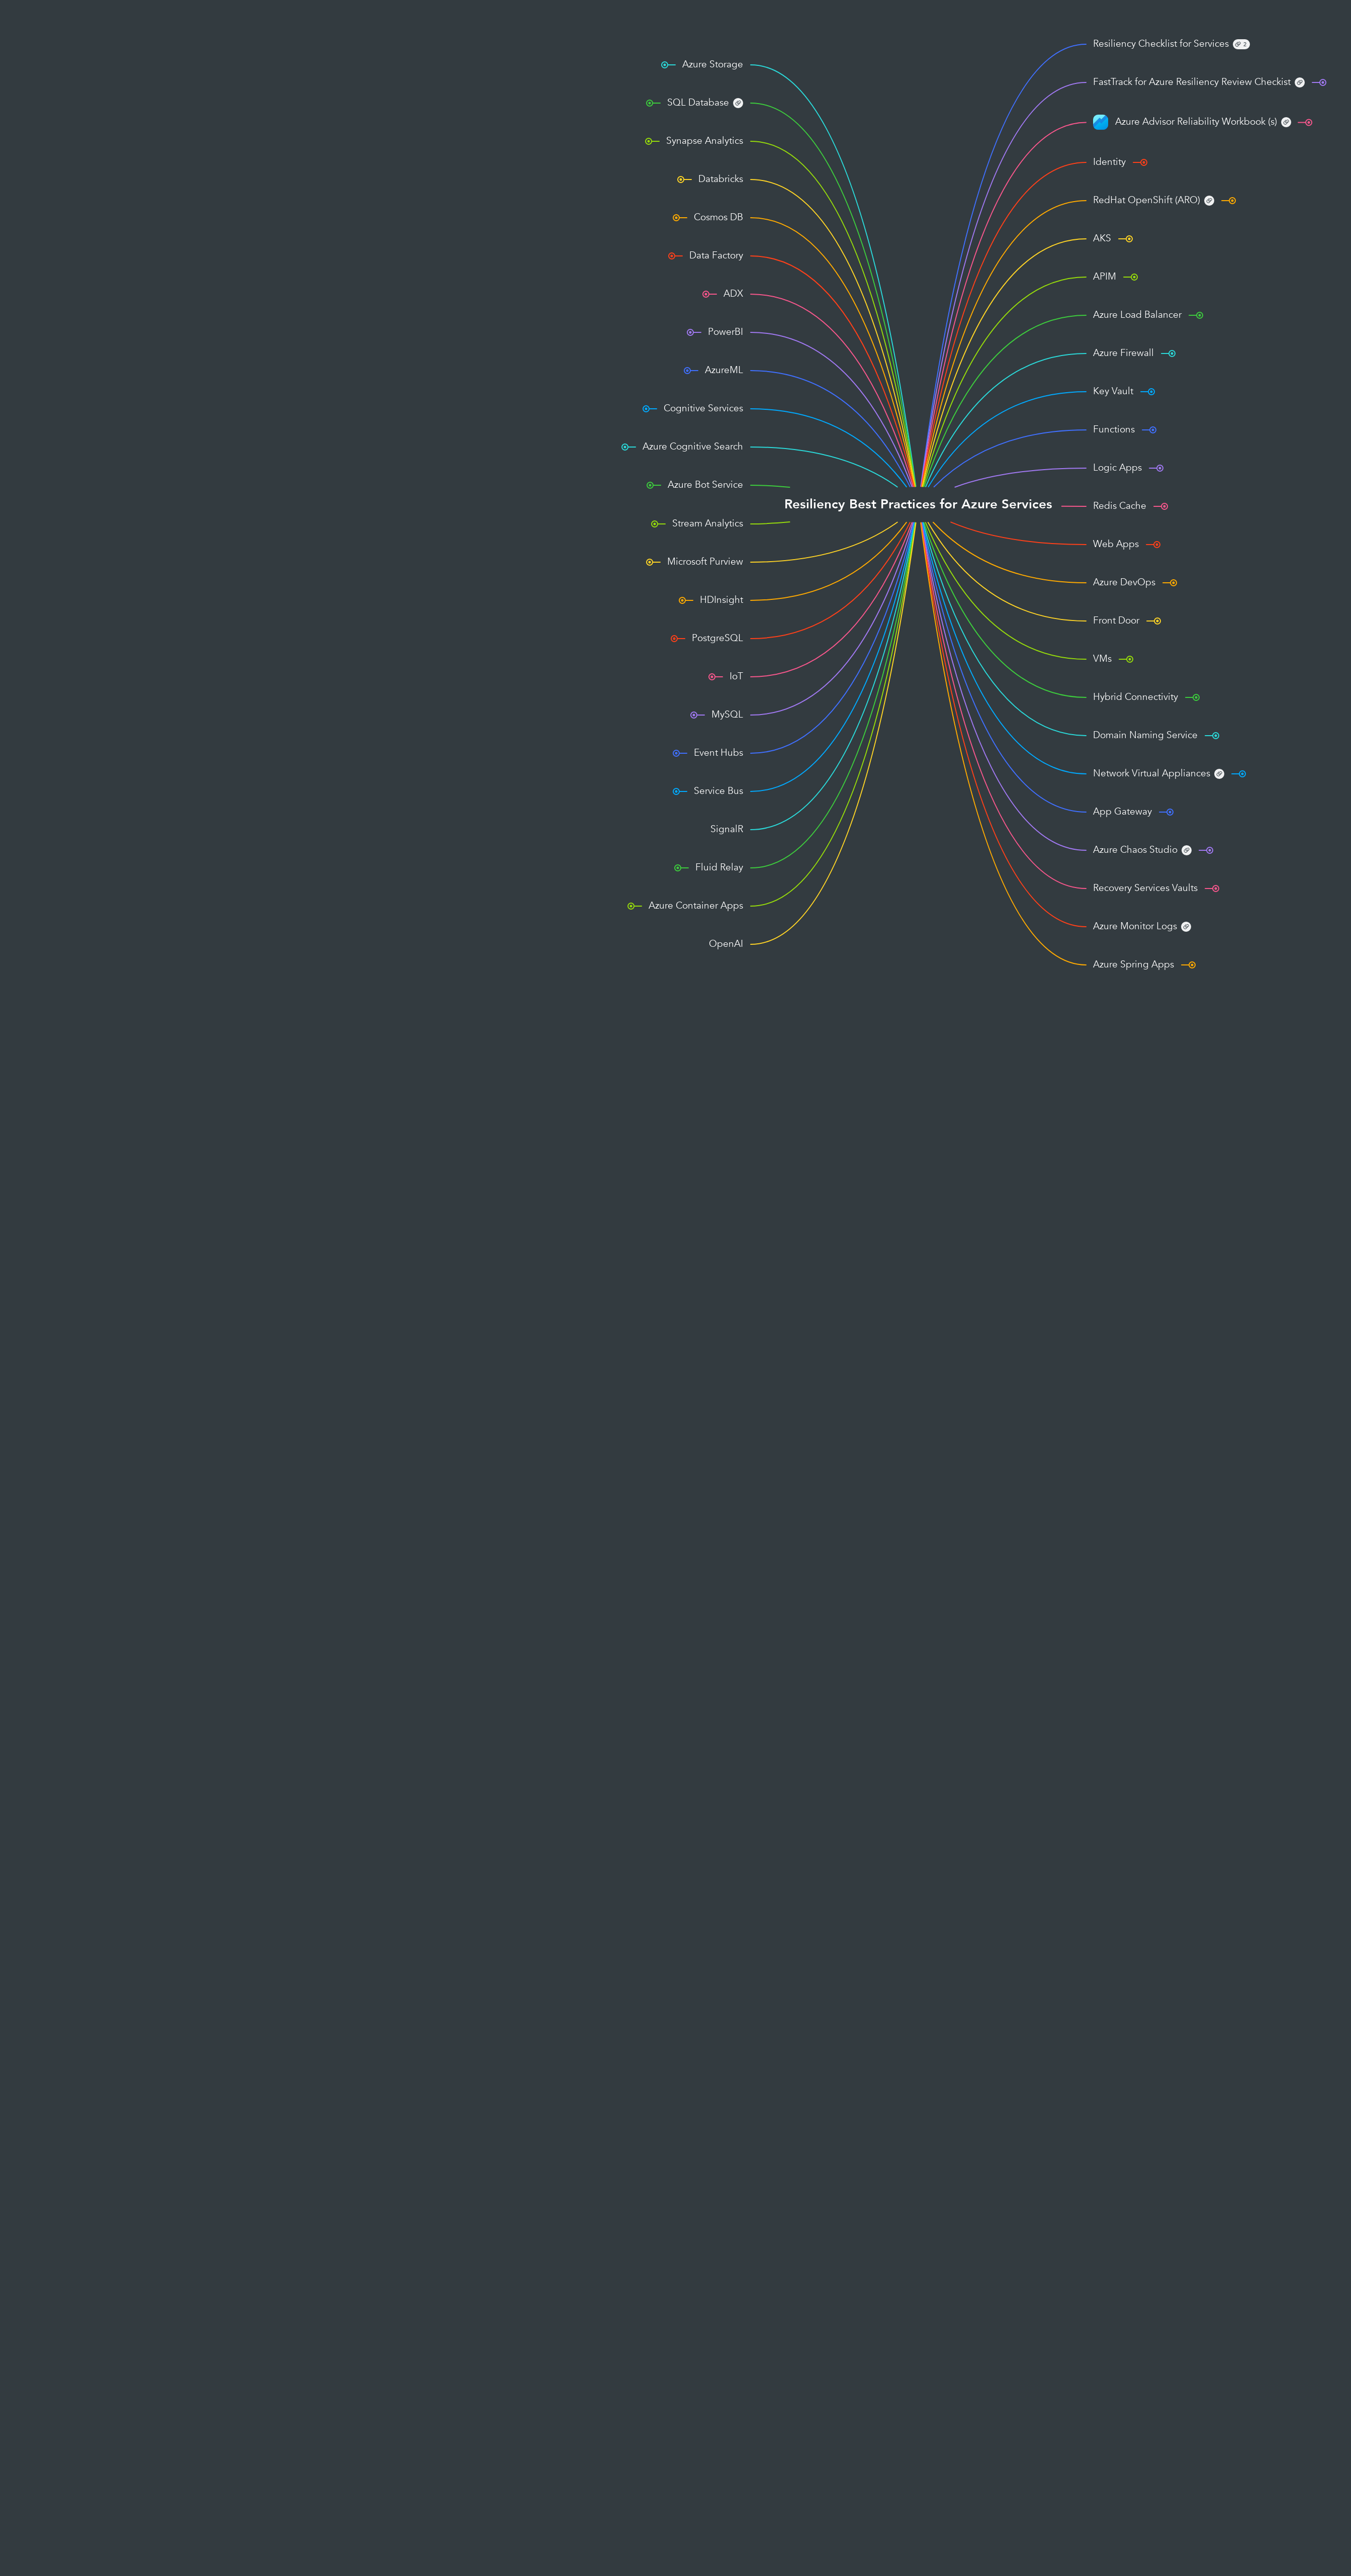 Azure Storage
SQL Database
Synapse Analytics
Databricks
Cosmos DB
Data Factory
ADX
PowerBI
AzureML
Cognitive Services
Azure Cognitive Search
Azure Bot Service
Stream Analytics
Microsoft Purview
HDInsight
PostgreSQL
IoT
MySQL
Event Hubs
Service Bus
SignalR
Fluid Relay
Azure Container Apps
OpenAI
Resiliency Best Practices for Azure Services
Resiliency Checklist for Services 2
FastTrack for Azure Resiliency Review Checkist
Azure Advisor Reliability Workbook (s)
Identity
RedHat OpenShift (ARO)
AKS
APIM
Azure Load Balancer
Azure Firewall
Key Vault
Functions
Logic Apps
Redis Cache
Web Apps
Azure DevOps
Front Door
VMs
Hybrid Connectivity
Domain Naming Service
Network Virtual Appliances
App Gateway
Azure Chaos Studio
Recovery Services Vaults
Azure Monitor Logs
Azure Spring Apps